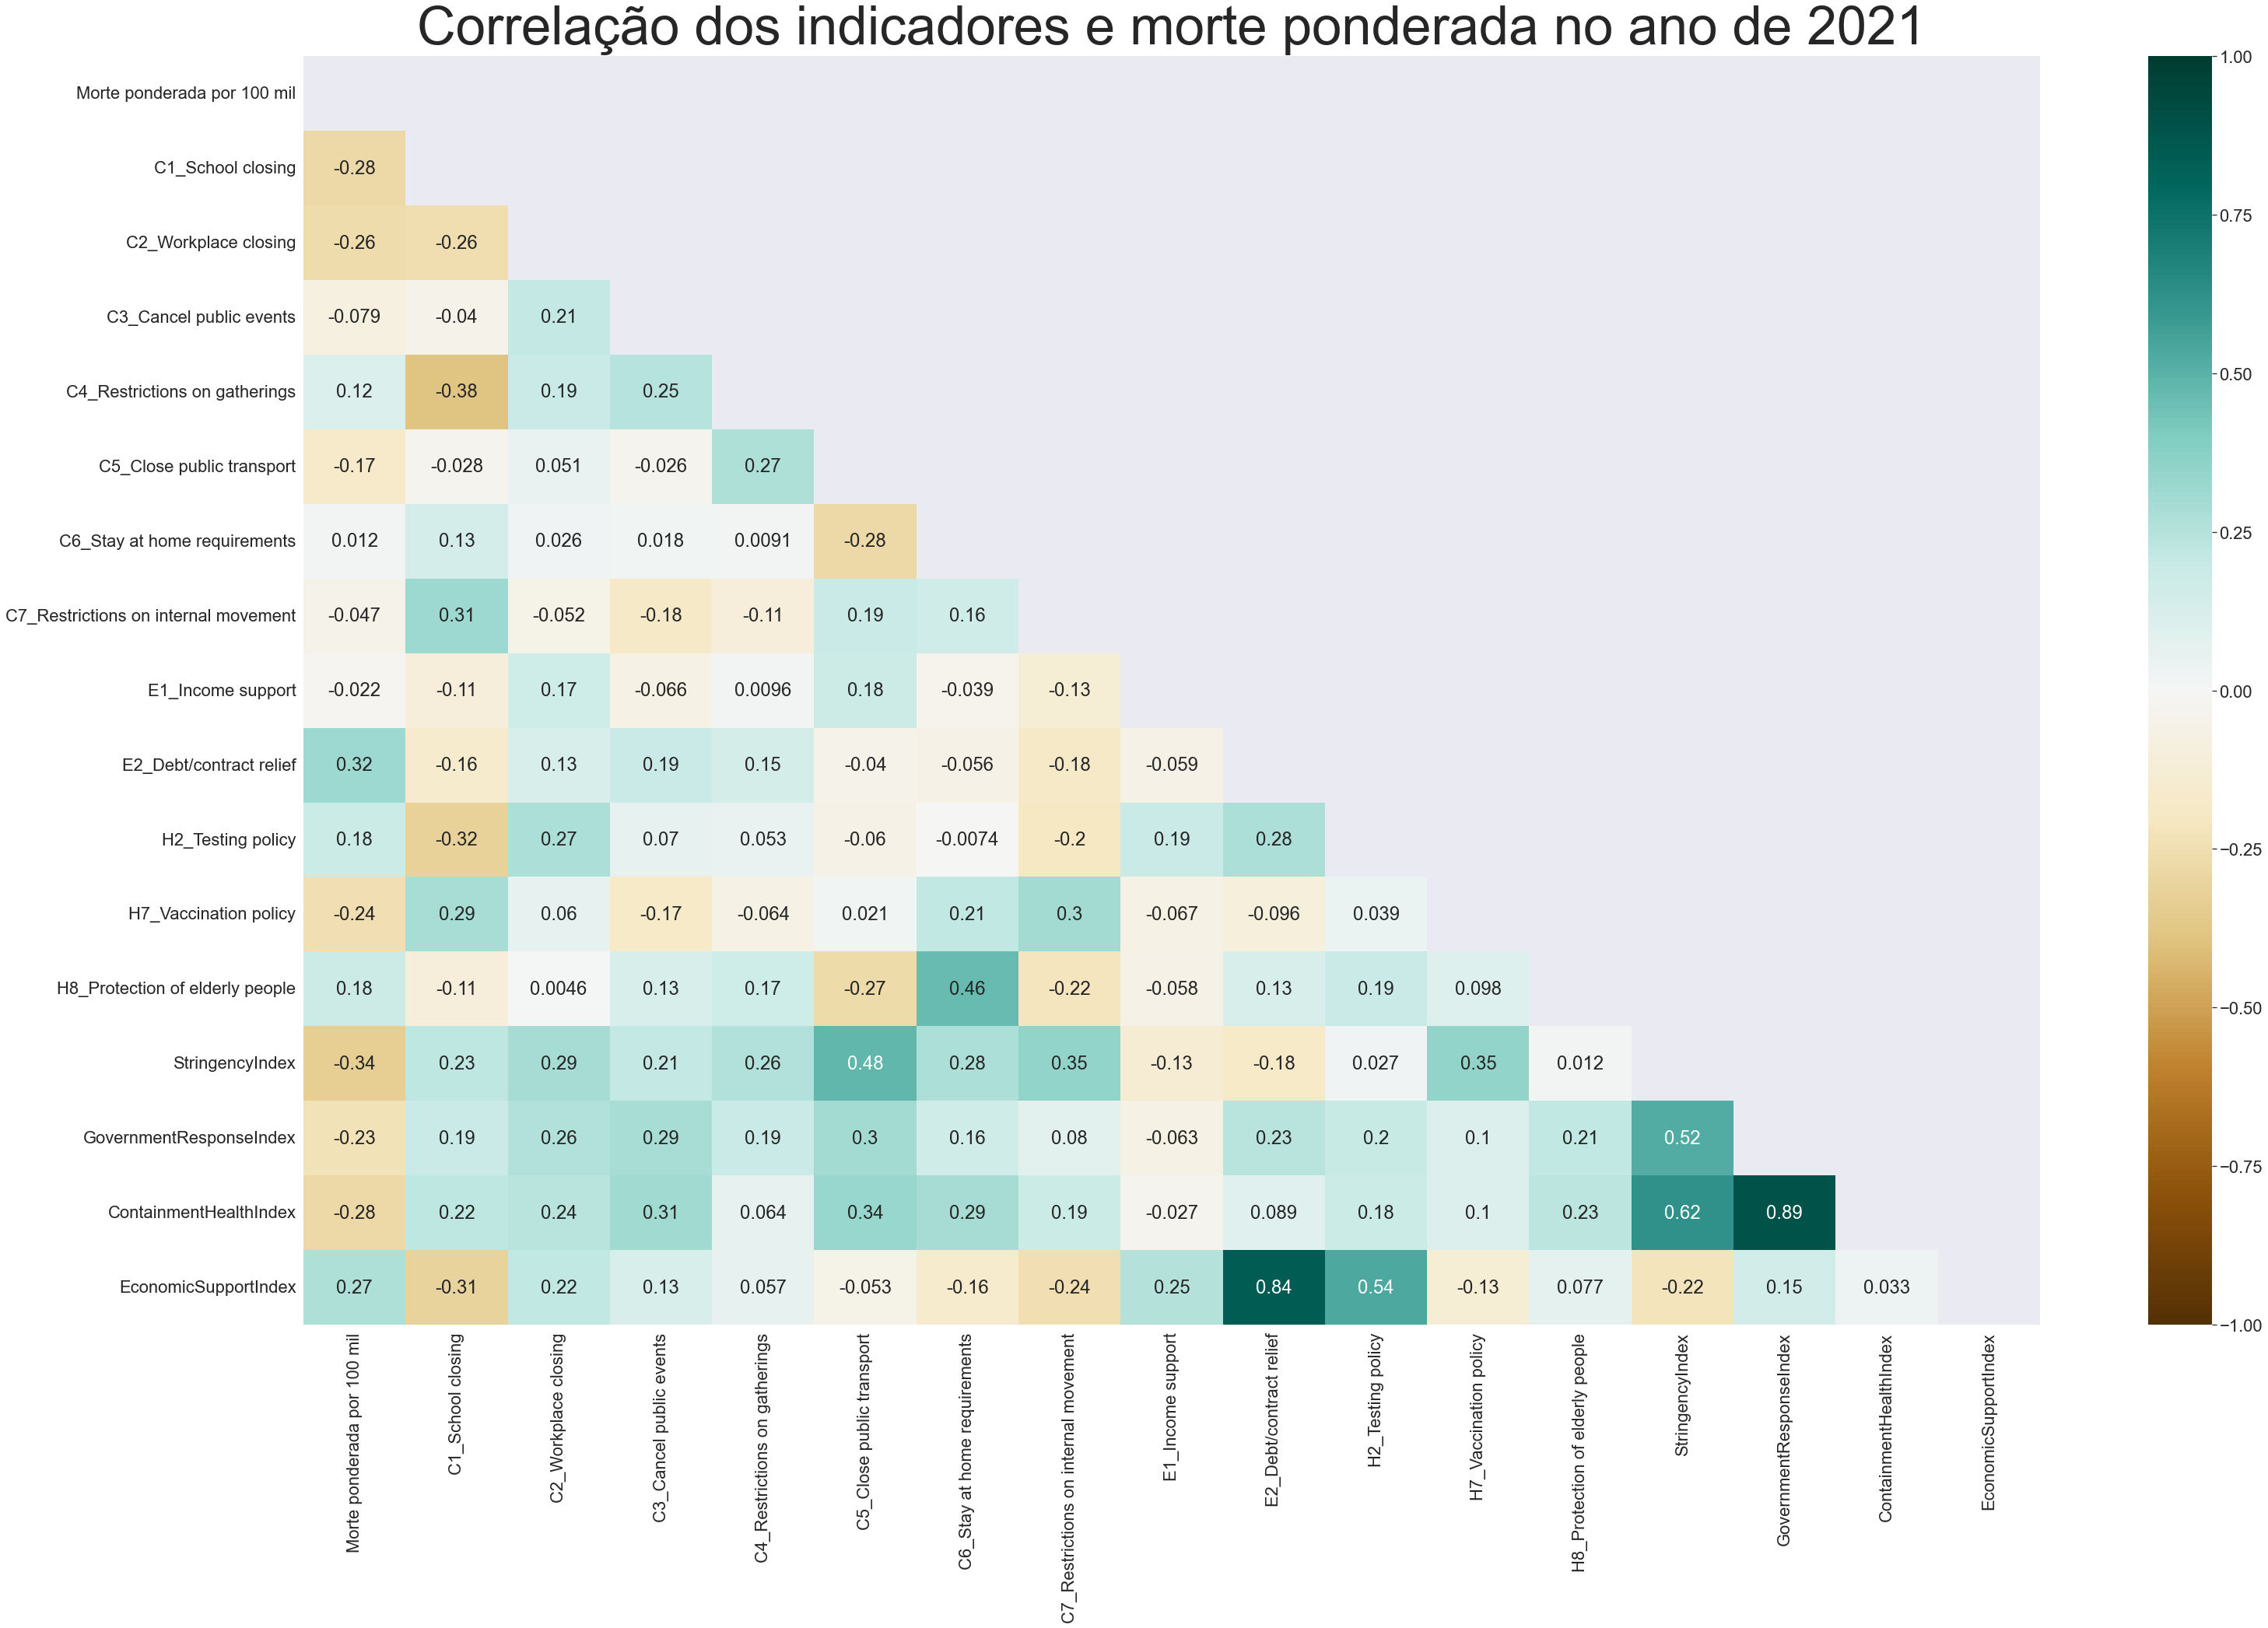 Correlação dos indicadores e morte ponderada no ano de 2021
Morte ponderada por 100 mil
C1_School closing -0.28
C2_Workplace closing -0.26 -0.26
C3_Cancel public events -0.079 -0.04 0.21
C4_Restrictions on gatherings 0.12 -0.38 0.19 0.25
C5_Close public transport -0.17 -0.028 0.051 -0.026 0.27
C6_Stay at home requirements 0.012 0.13 0.026 0.018 0.0091 -0.28
C7_Restrictions on internal movement -0.047 0.31 -0.052 -0.18 -0.11 0.19 0.16
E1_Income support -0.022 -0.11 0.17 -0.066 0.0096 0.18 -0.039 -0.13
E2_Debt/contract relief 0.32 -0.16 0.13 0.19 0.15 -0.04 -0.056 -0.18 -0.059
H2_Testing policy 0.18 -0.32 0.27 0.07 0.053 -0.06 -0.0074 -0.2 0.19 0.28
H7_Vaccination policy -0.24 0.29 0.06 -0.17 -0.064 0.021 0.21 0.3 -0.067 -0.096 0.039
H8_Protection of elderly people 0.18 -0.11 0.0046 0.13 0.17 -0.27 0.46 -0.22 -0.058 0.13 0.19 0.098
StringencyIndex -0.34 0.23 0.29 0.21 0.26 0.48 0.28 0.35 -0.13 -0.18 0.027 0.35 0.012
GovernmentResponseIndex -0.23 0.19 0.26 0.29 0.19 0.3 0.16 0.08 -0.063 0.23 0.2 0.1 0.21 0.52
ContainmentHealthIndex -0.28 0.22 0.24 0.31 0.064 0.34 0.29 0.19 -0.027 0.089 0.18 0.1 0.23 0.62 0.89
EconomicSupportIndex 0.27 -0.31 0.22 0.13 0.057 -0.053 -0.16 -0.24 0.25 0.84 0.54 -0.13 0.077 -0.22 0.15 0.033
Morte ponderada por 100 mil
C1_School closing
C2_Workplace closing
C3_Cancel public events
C4_Restrictions on gatherings
C5_Close public transport
C6_Stay at home requirements
C7_Restrictions on internal movement
E1_Income support
E2_Debt/contract relief
H2_Testing policy
H7_Vaccination policy
H8_Protection of elderly people
StringencyIndex
GovernmentResponseIndex
ContainmentHealthIndex
EconomicSupportIndex
1.00
0.75
0.50
0.25
0.00
−0.25
−0.50
−0.75
−1.00